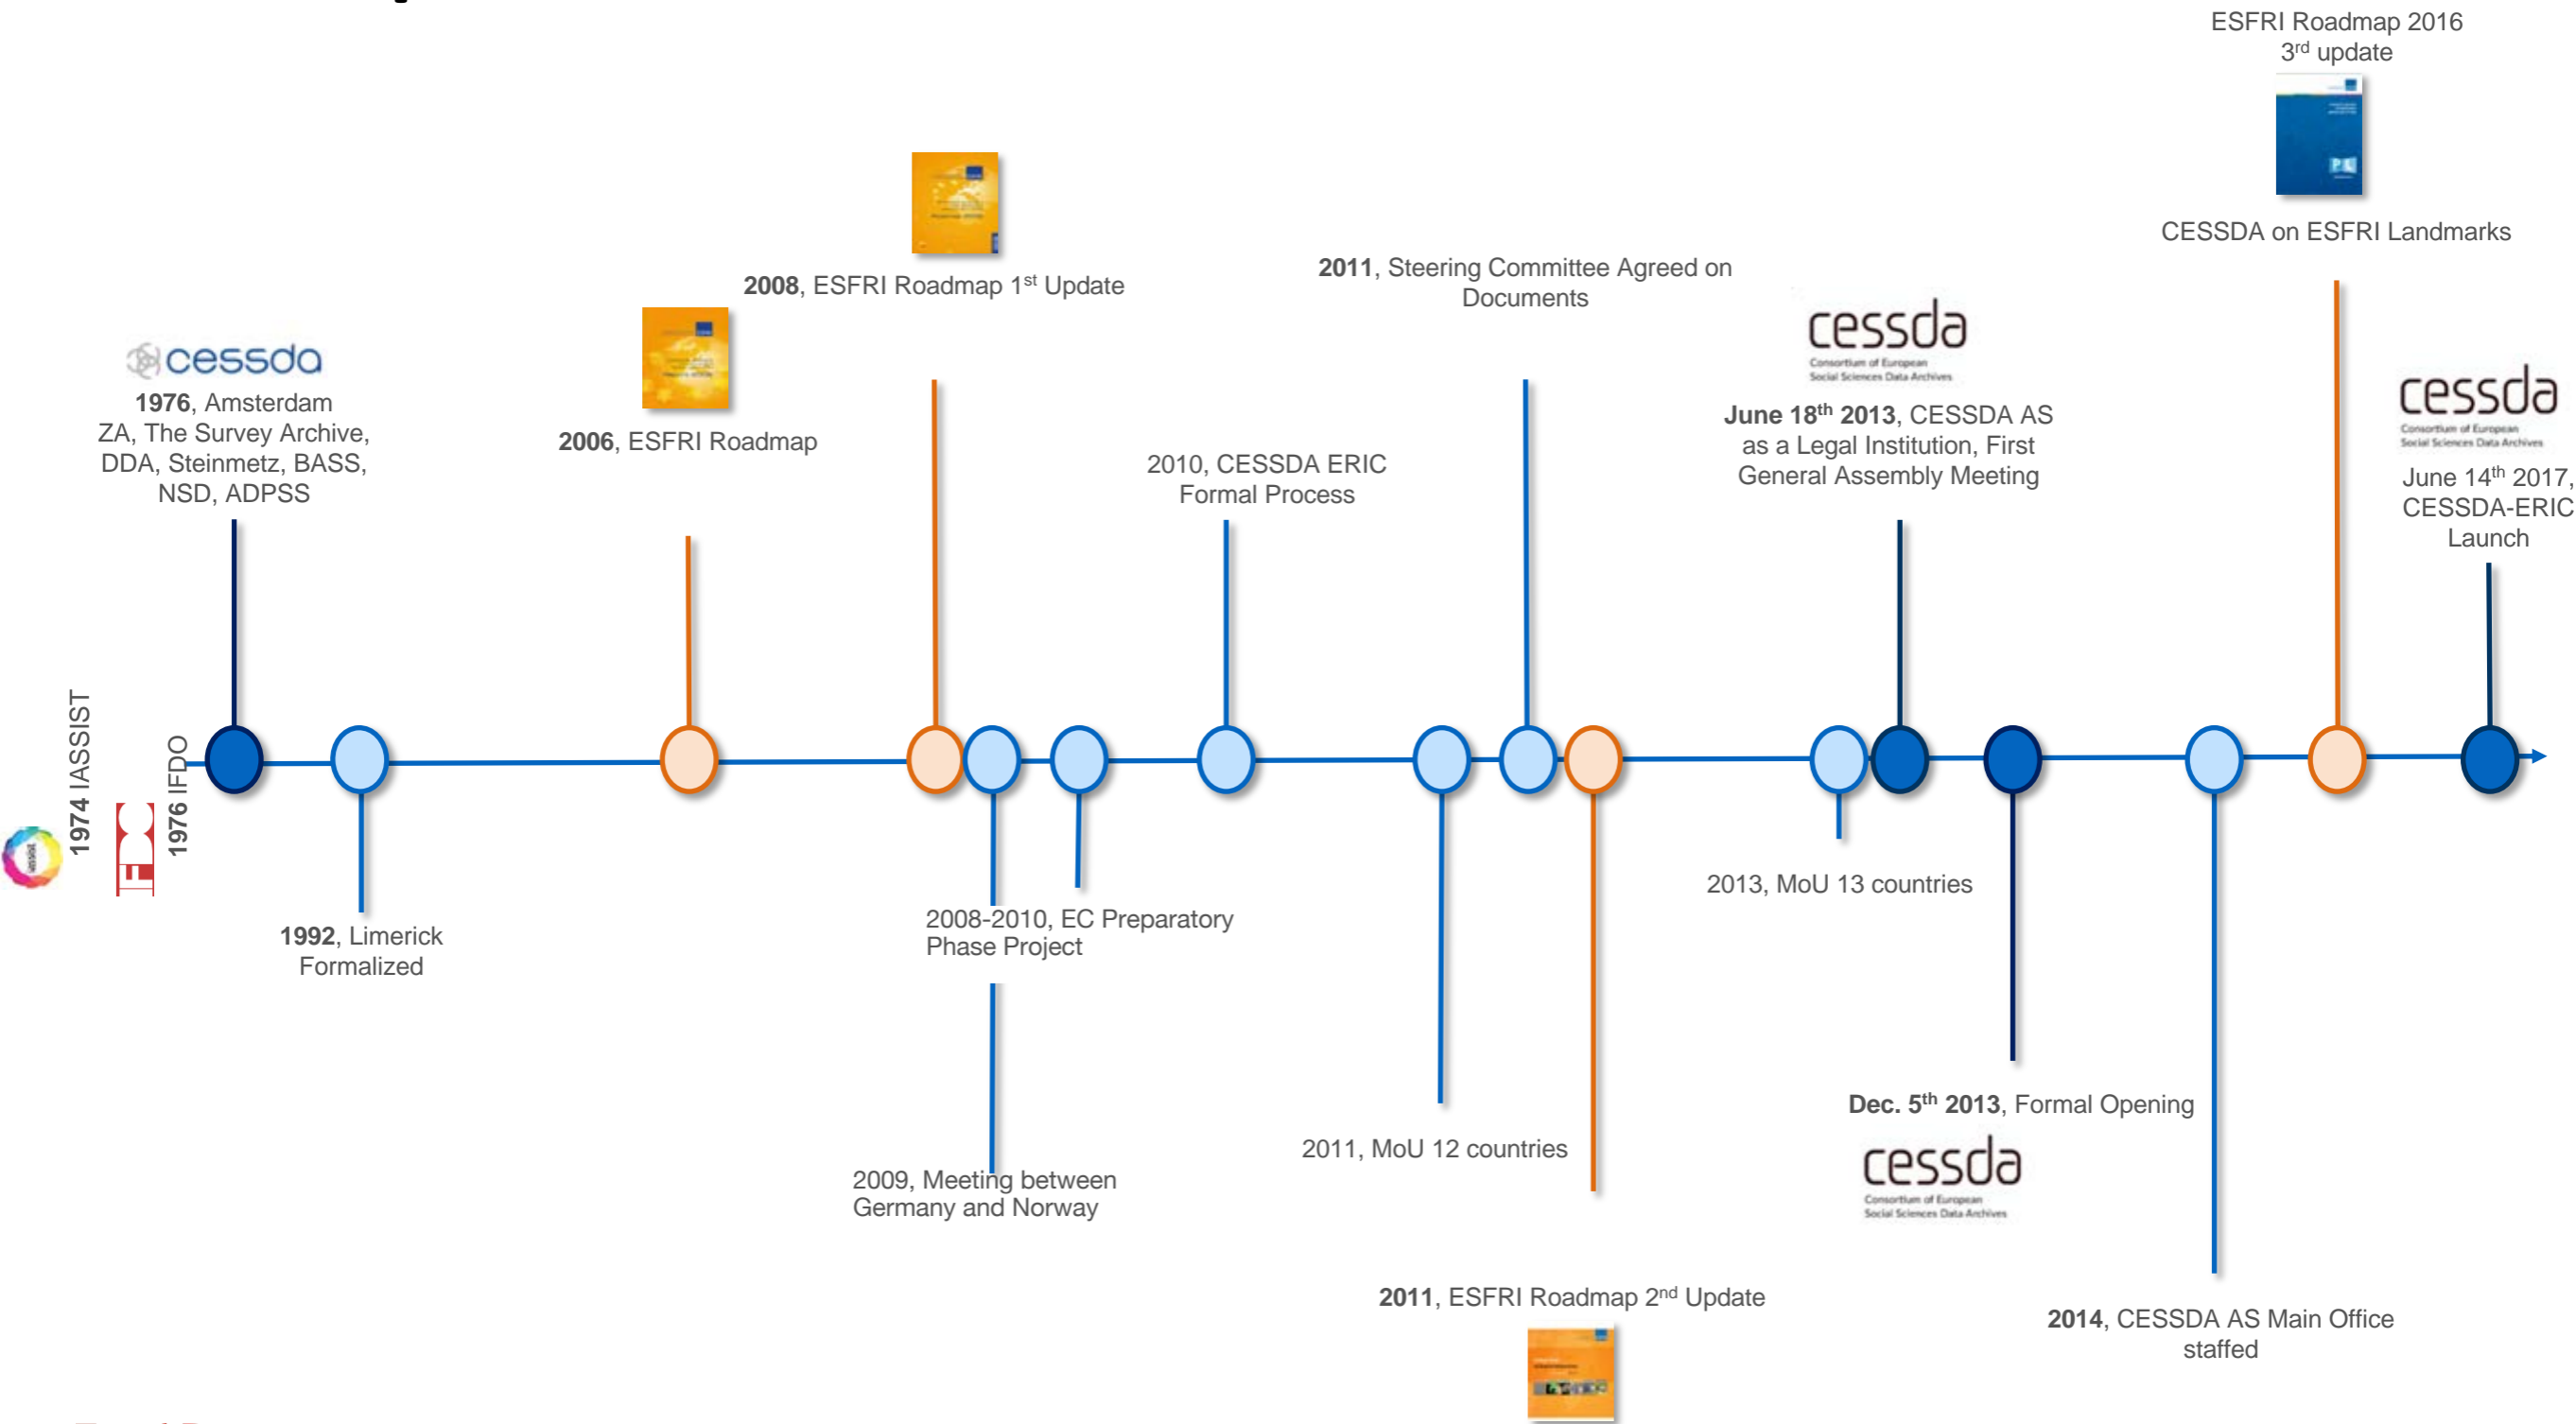 ESFRI Roadmap 2016
3rd update
CESSDA on ESFRI Landmarks
2008, ESFRI Roadmap 1st Update
2011, Steering Committee Agreed on
Documents
cessda
1976, Amsterdam
ZA, The Survey Archive,
DDA, Steinmetz, BASS,
NSD, ADPSS
2006, ESFRI Roadmap
2010, CESSDA ERIC
Formal Process
cessda
Consortium of European
Social Sciences Data Archives
June 18th 2013, CESSDA AS
as a Legal Institution, First
General Assembly Meeting
cessda
Consortium of European
Social Sciences Data Archives
June 14th 2017,
CESSDA-ERIC
Launch
iassist
1974 IASSIST
1976 IFDO
1992, Limerick
Formalized
2008-2010, EC Preparatory
Phase Project
2009, Meeting between
Germany and Norway
2011, MoU 12 countries
2011, ESFRI Roadmap 2nd Update
2013, MoU 13 countries
Dec. 5th 2013, Formal Opening
cessda
Consortium of European
Social Sciences Data Archives
2014, CESSDA AS Main Office
staffed